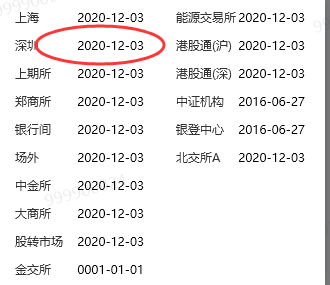 上海 2020-12-03 能源交易所 2020-12-03
深圳 2020-12-03 港股通(沪) 2020-12-03
上期所 2020-12-03 港股通(深) 2020-12-03
郑商所 2020-12-03 中证机构 2016-06-27
银行间 2020-12-03 银登中心 2016-06-27
场外 2020-12-03 北交所A 2020-12-03
中金所 2020-12-03
大商所 2020-12-03
股转市场 2020-12-03
金交所 0001-01-01